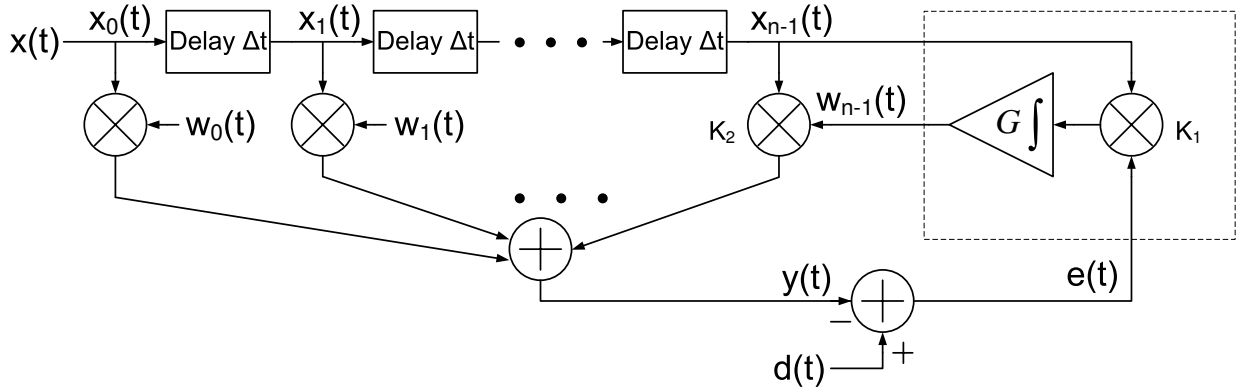 x(t)
x₀(t)
Delay Δt
x₁(t)
Delay Δt
Delay Δt
xₙ₋₁(t)
w₀(t)
w₁(t)
K₂
wₙ₋₁(t)
G∫
K₁
y(t)
e(t)
−
+
d(t)